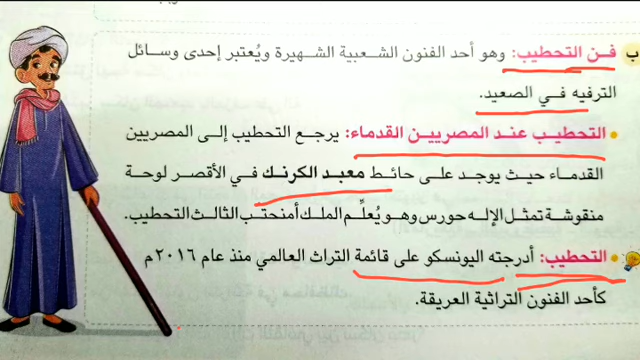 ب فـن التحطيب: وهو أحد الفنون الشعبية الشهيرة ويُعتبر إحدى وسائل
الترفيه في الصعيد.
• التحطيب عند المصريين القدماء: يرجع التحطيب إلى المصريين
القدماء حيث يوجد على حائط معبد الكرنك في الأقصر لوحة
منقوشة تمثل الإله حورس وهو يُعلِّم الملك أمنحتب الثالث التحطيب.
• التحطيب: أدرجته اليونسكو على قائمة التراث العالمي منذ عام ٢٠١٦م
كأحد الفنون التراثية العريقة.